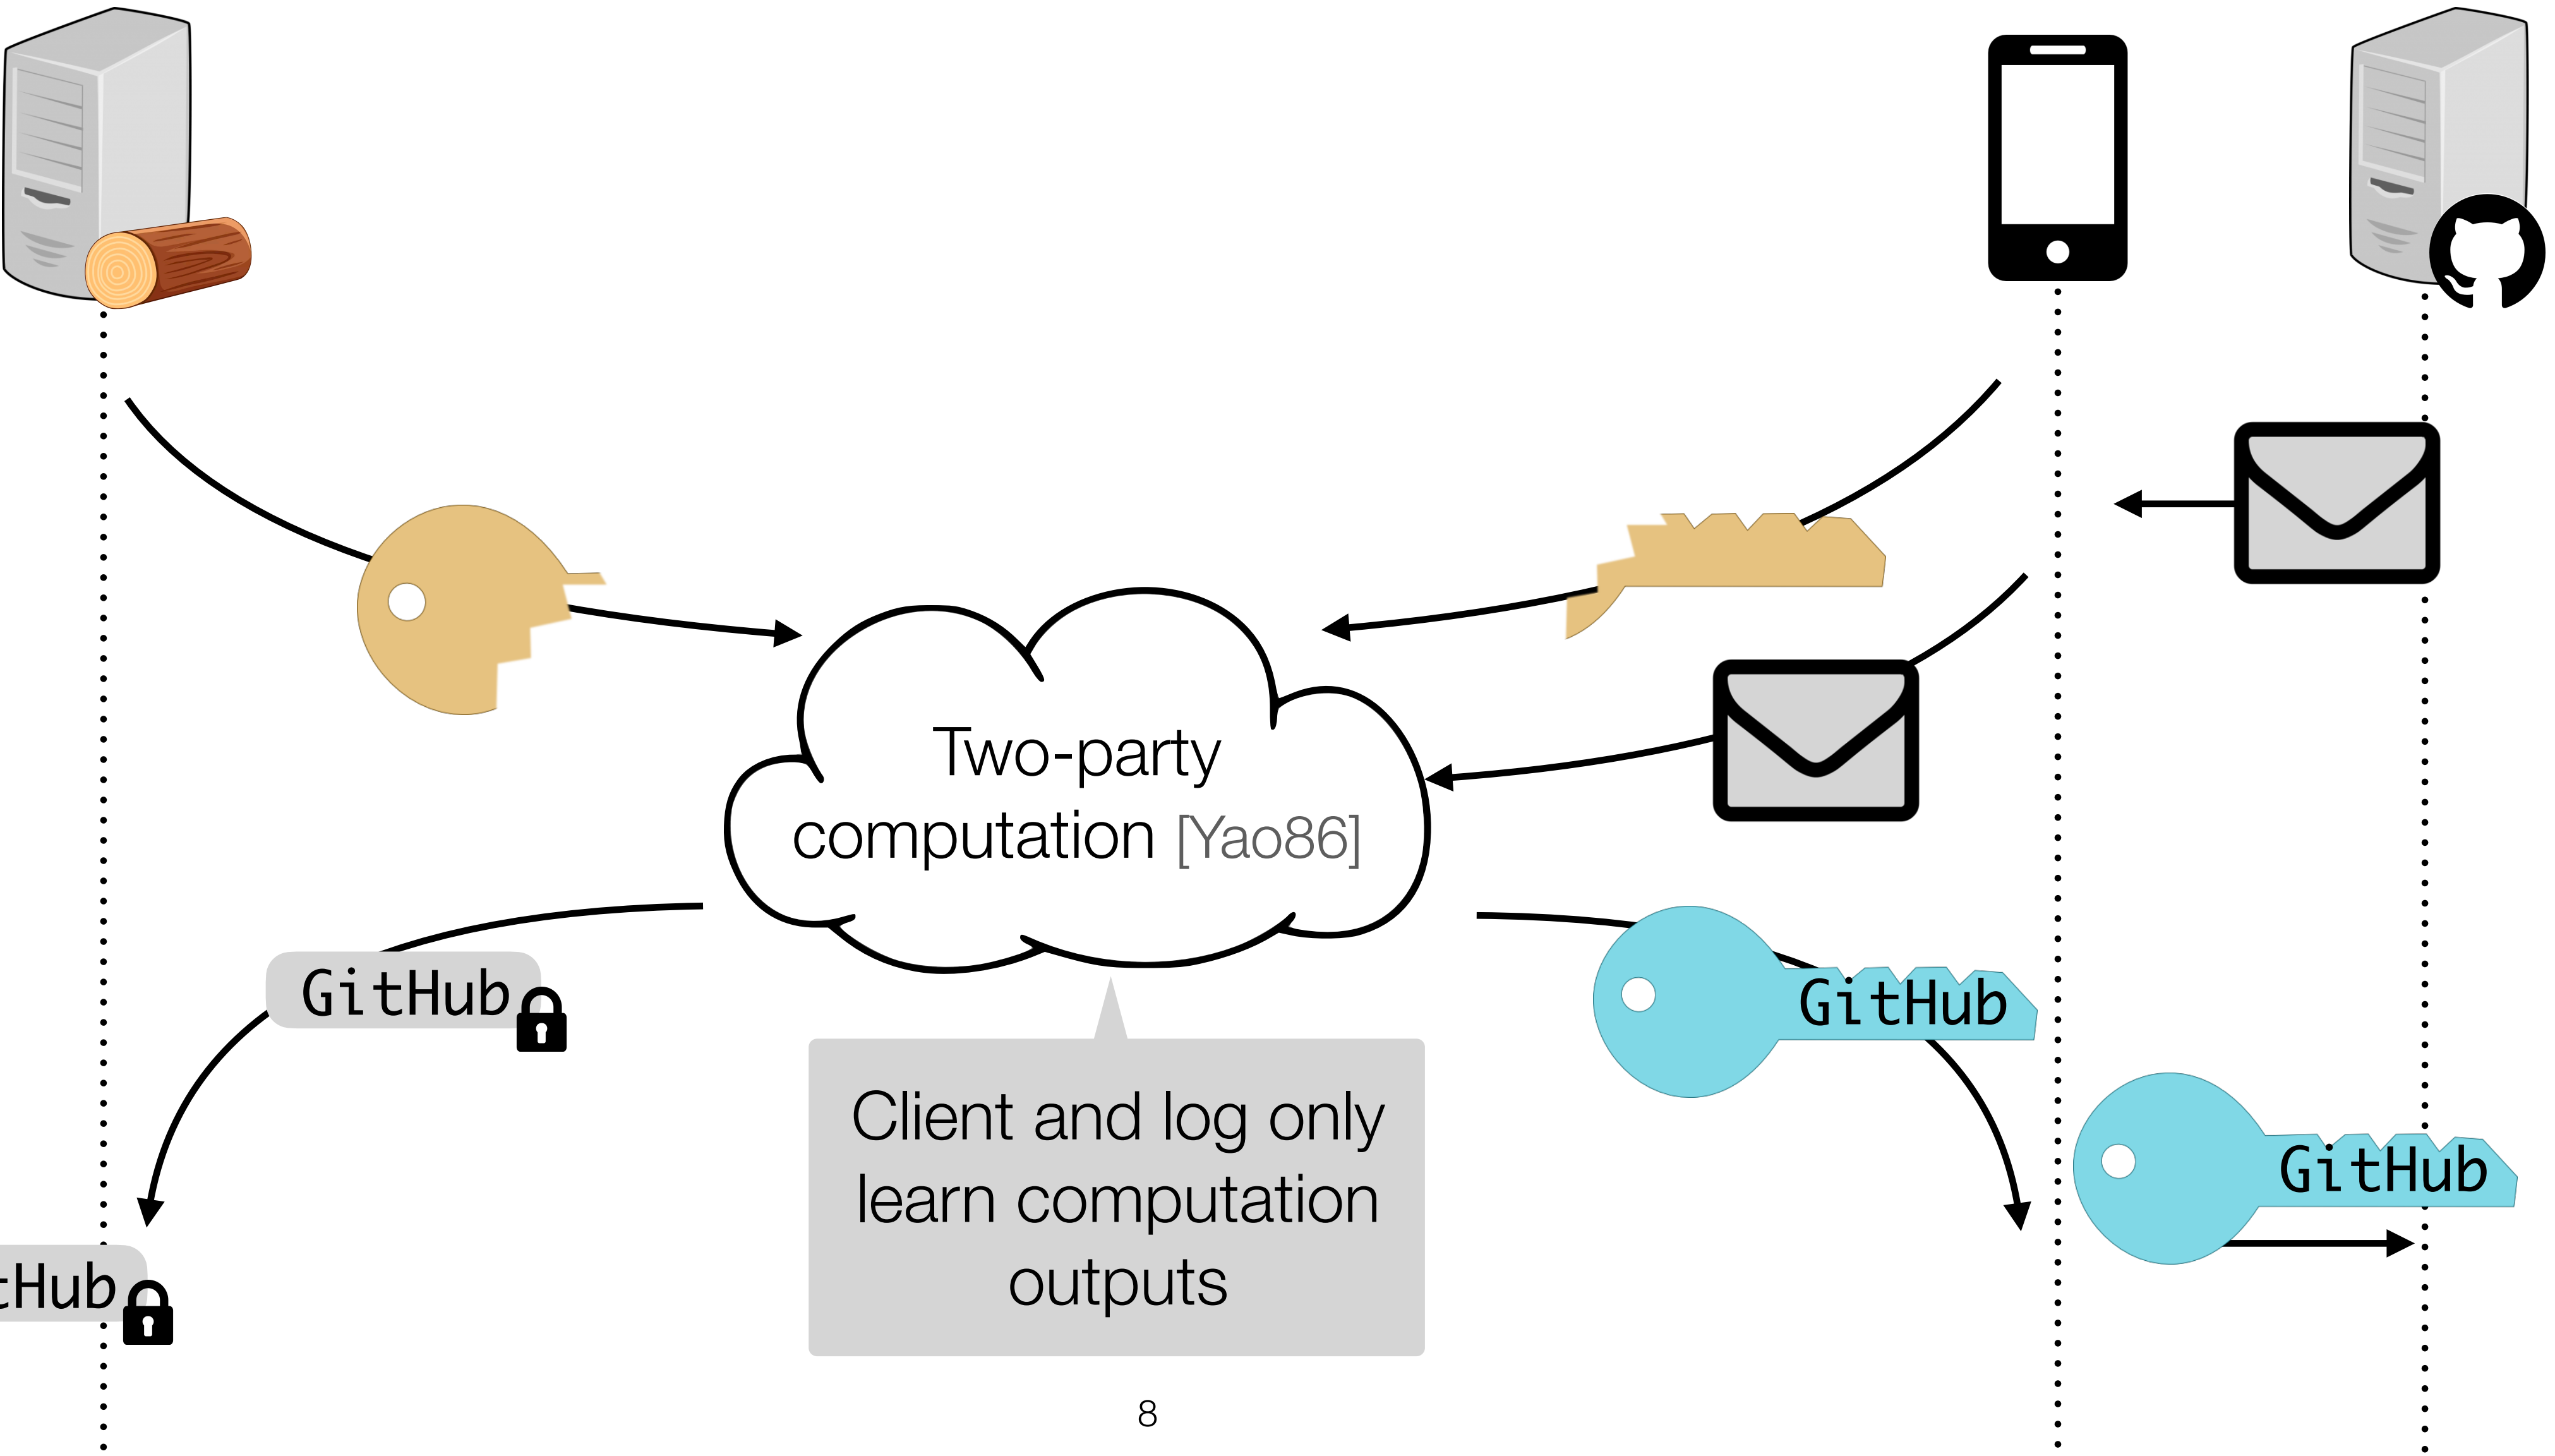 Two-party
computation [Yao86]
GitHub
GitHub
Client and log only
learn computation
outputs
GitHub
tHub
8